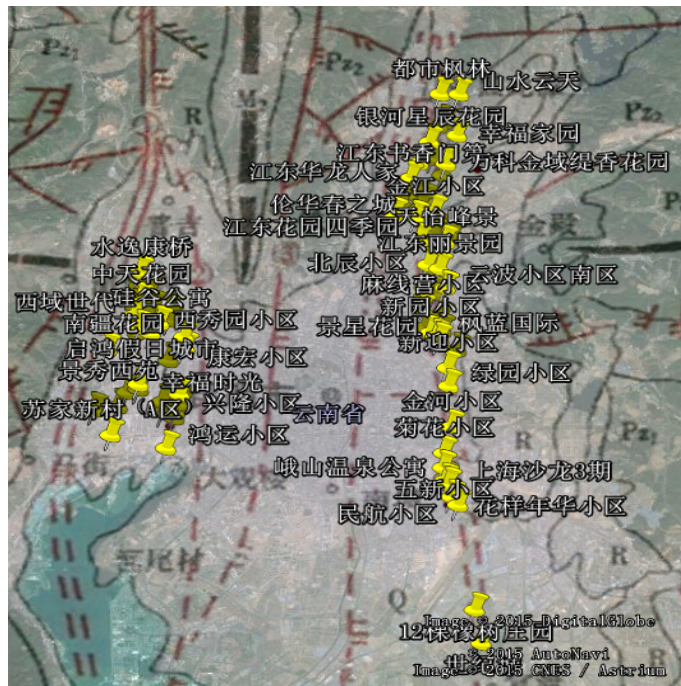 Pz₂
都市枫林
山水云天
M₂
R
Pz₂
银河星辰花园
幸福家园
江东书香门第
万科金域缇香花园
江东华龙人家
金江小区
伦华春之城
天怡峰景
江东花园四季园
江东丽景园
金殿
水逸康桥
北辰小区
云波小区南区
中天花园
麻线营小区
西域世代
硅谷公寓
新园小区
南疆花园
西秀园小区
景星花园
枫蓝国际
启鸿假日城市
康宏小区
新迎小区
景秀西苑
幸福时光
绿园小区
苏家新村 (A区)
兴隆小区
云南省
金河小区
鸿运小区
菊花小区
Pz₁
马街
大观楼
峨山温泉公寓
上海沙龙3期
五新小区
花样年华小区
民航小区
R
R
Q
Image © 2015 DigitalGlobe
12棵橡树庄园
© 2015 AutoNavi
Image © 2015 CNES / Astrium
R